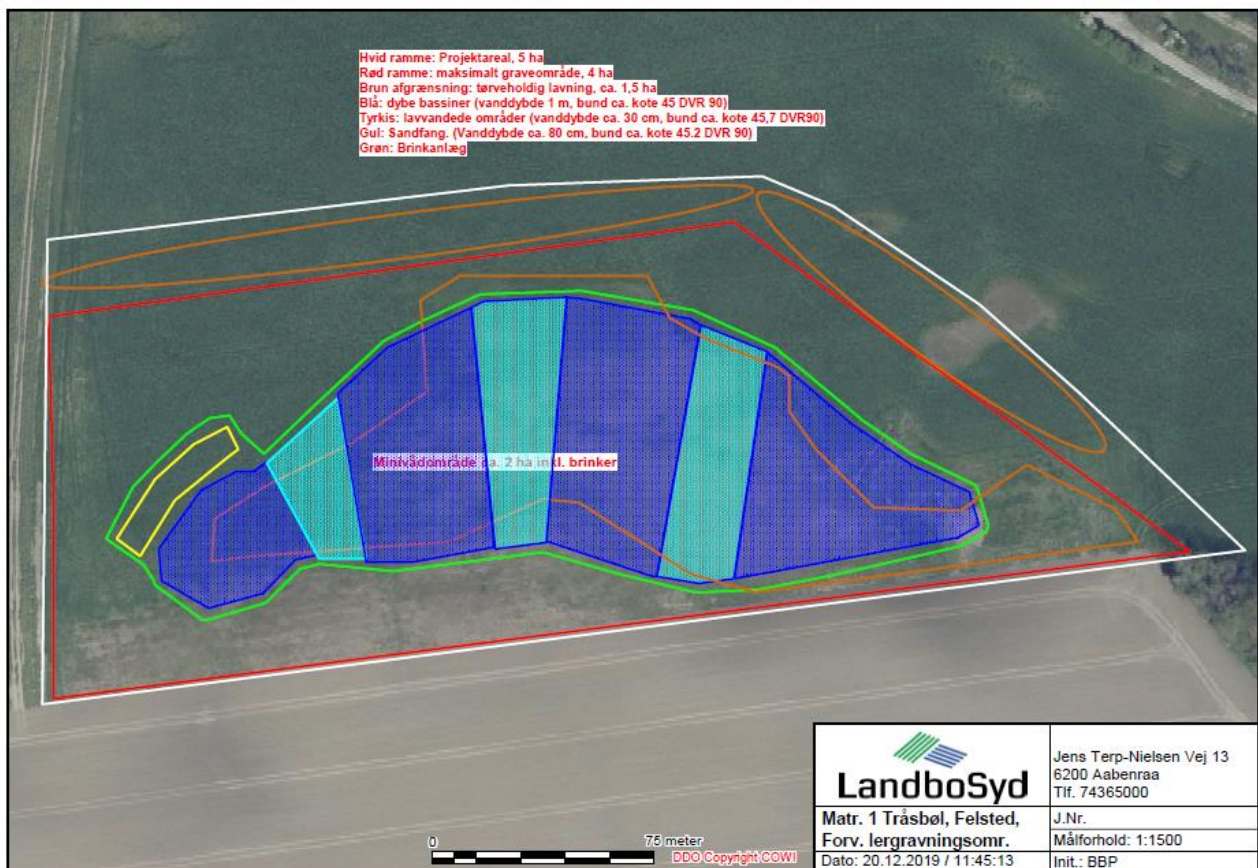 Hvid ramme: Projektareal, 5 ha
Rød ramme: maksimalt graveområde, 4 ha
Brun afgrænsning: tørveholdig lavning, ca. 1,5 ha
Blå: dybe bassiner (vanddybde 1 m, bund ca. kote 45 DVR 90)
Tyrkis: lavvandede områder (vanddybde ca. 30 cm, bund ca. kote 45,7 DVR90)
Gul: Sandfang. (Vanddybde ca. 80 cm, bund ca. kote 45.2 DVR 90)
Grøn: Brinkanlæg
Minivådområde ca. 2 ha inkl. brinker
0 75 meter
DDO Copyright COWI
LandboSyd
Jens Terp-Nielsen Vej 13
6200 Aabenraa
Tlf. 74365000
Matr. 1 Tråsbøl, Felsted,
Forv. lergravningsomr.
J.Nr.
Målforhold: 1:1500
Dato: 20.12.2019 / 11:45:13
Init.: BBP